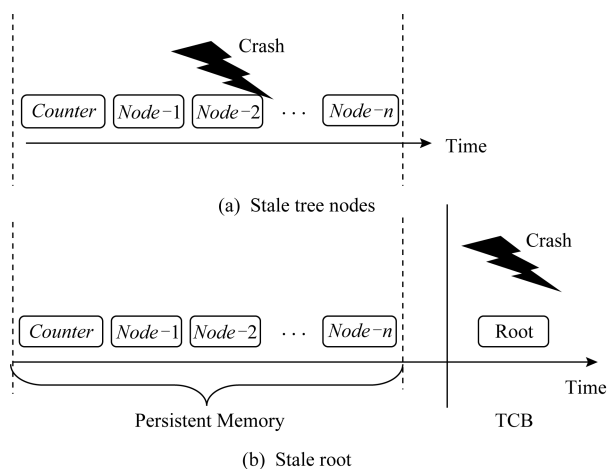 Crash
Counter Node-1 Node-2 ... Node-n
Time
(a) Stale tree nodes
Crash
Counter Node-1 Node-2 ... Node-n Root
Time
Persistent Memory TCB
(b) Stale root